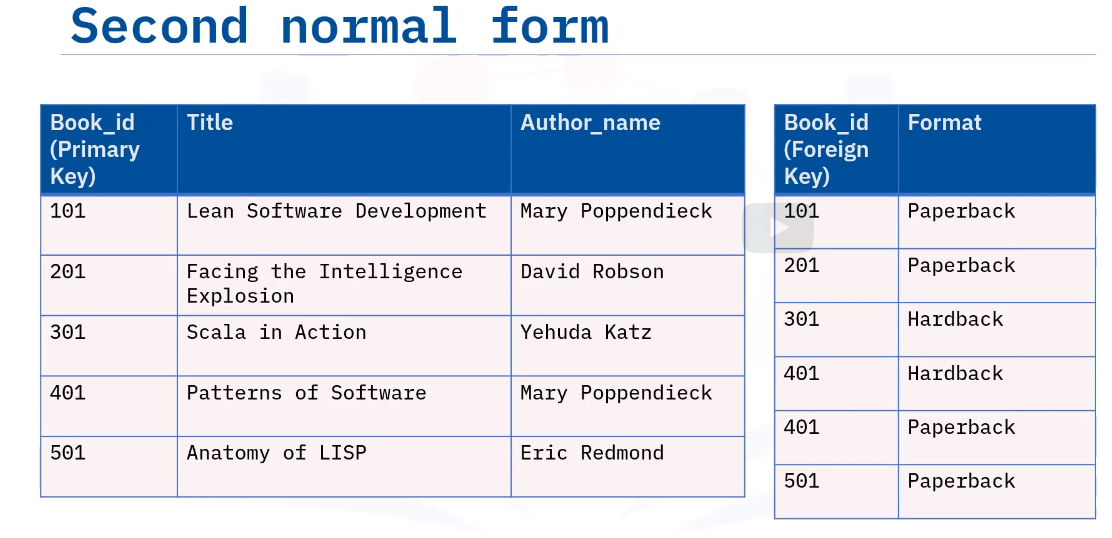 Second normal form
Book_id (Primary Key) Title Author_name
101 Lean Software Development Mary Poppendieck
201 Facing the Intelligence Explosion David Robson
301 Scala in Action Yehuda Katz
401 Patterns of Software Mary Poppendieck
501 Anatomy of LISP Eric Redmond
Book_id (Foreign Key) Format
101 Paperback
201 Paperback
301 Hardback
401 Hardback
401 Paperback
501 Paperback